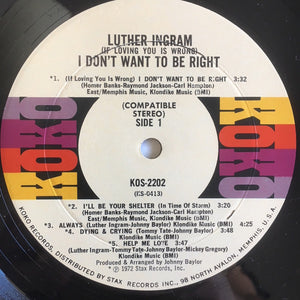 LUTHER INGRAM
(IF LOVING YOU IS WRONG)
I DON'T WANT TO BE RIGHT
*1. (If Loving You Is Wrong) I DON'T WANT TO BE RIGHT 3:32
(Homer Banks-Raymond Jackson-Carl Hampton)
East/Memphis Music, Klondike Music (BMI)
(COMPATIBLE
STEREO)
SIDE 1
KOKO
KOKO
KOS-2202
(CS-0413)
*2. I'LL BE YOUR SHELTER (In Time Of Storm) 3:20
(Homer Banks-Raymond Jackson-Carl Hampton)
East/Memphis Music, Klondike Music (BMI)
*3. ALWAYS (Luther Ingram) Klondike Music (BMI) 4:25
*4. DYING & CRYING (Tommy Tate-Johnny Baylor)
Klondike Music (BMI)
*5. HELP ME LOVE 3:19
(Luther Ingram-Tommy Tate-Johnny Baylor-Mickey Gregory)
Klondike Music (BMI)
Produced & Arranged by Johnny Baylor
℗ 1972 Stax Records, Inc.
KOKO RECORDS, DISTRIBUTED BY STAX RECORDS, INC., 98 NORTH AVALON, MEMPHIS, U.S.A.